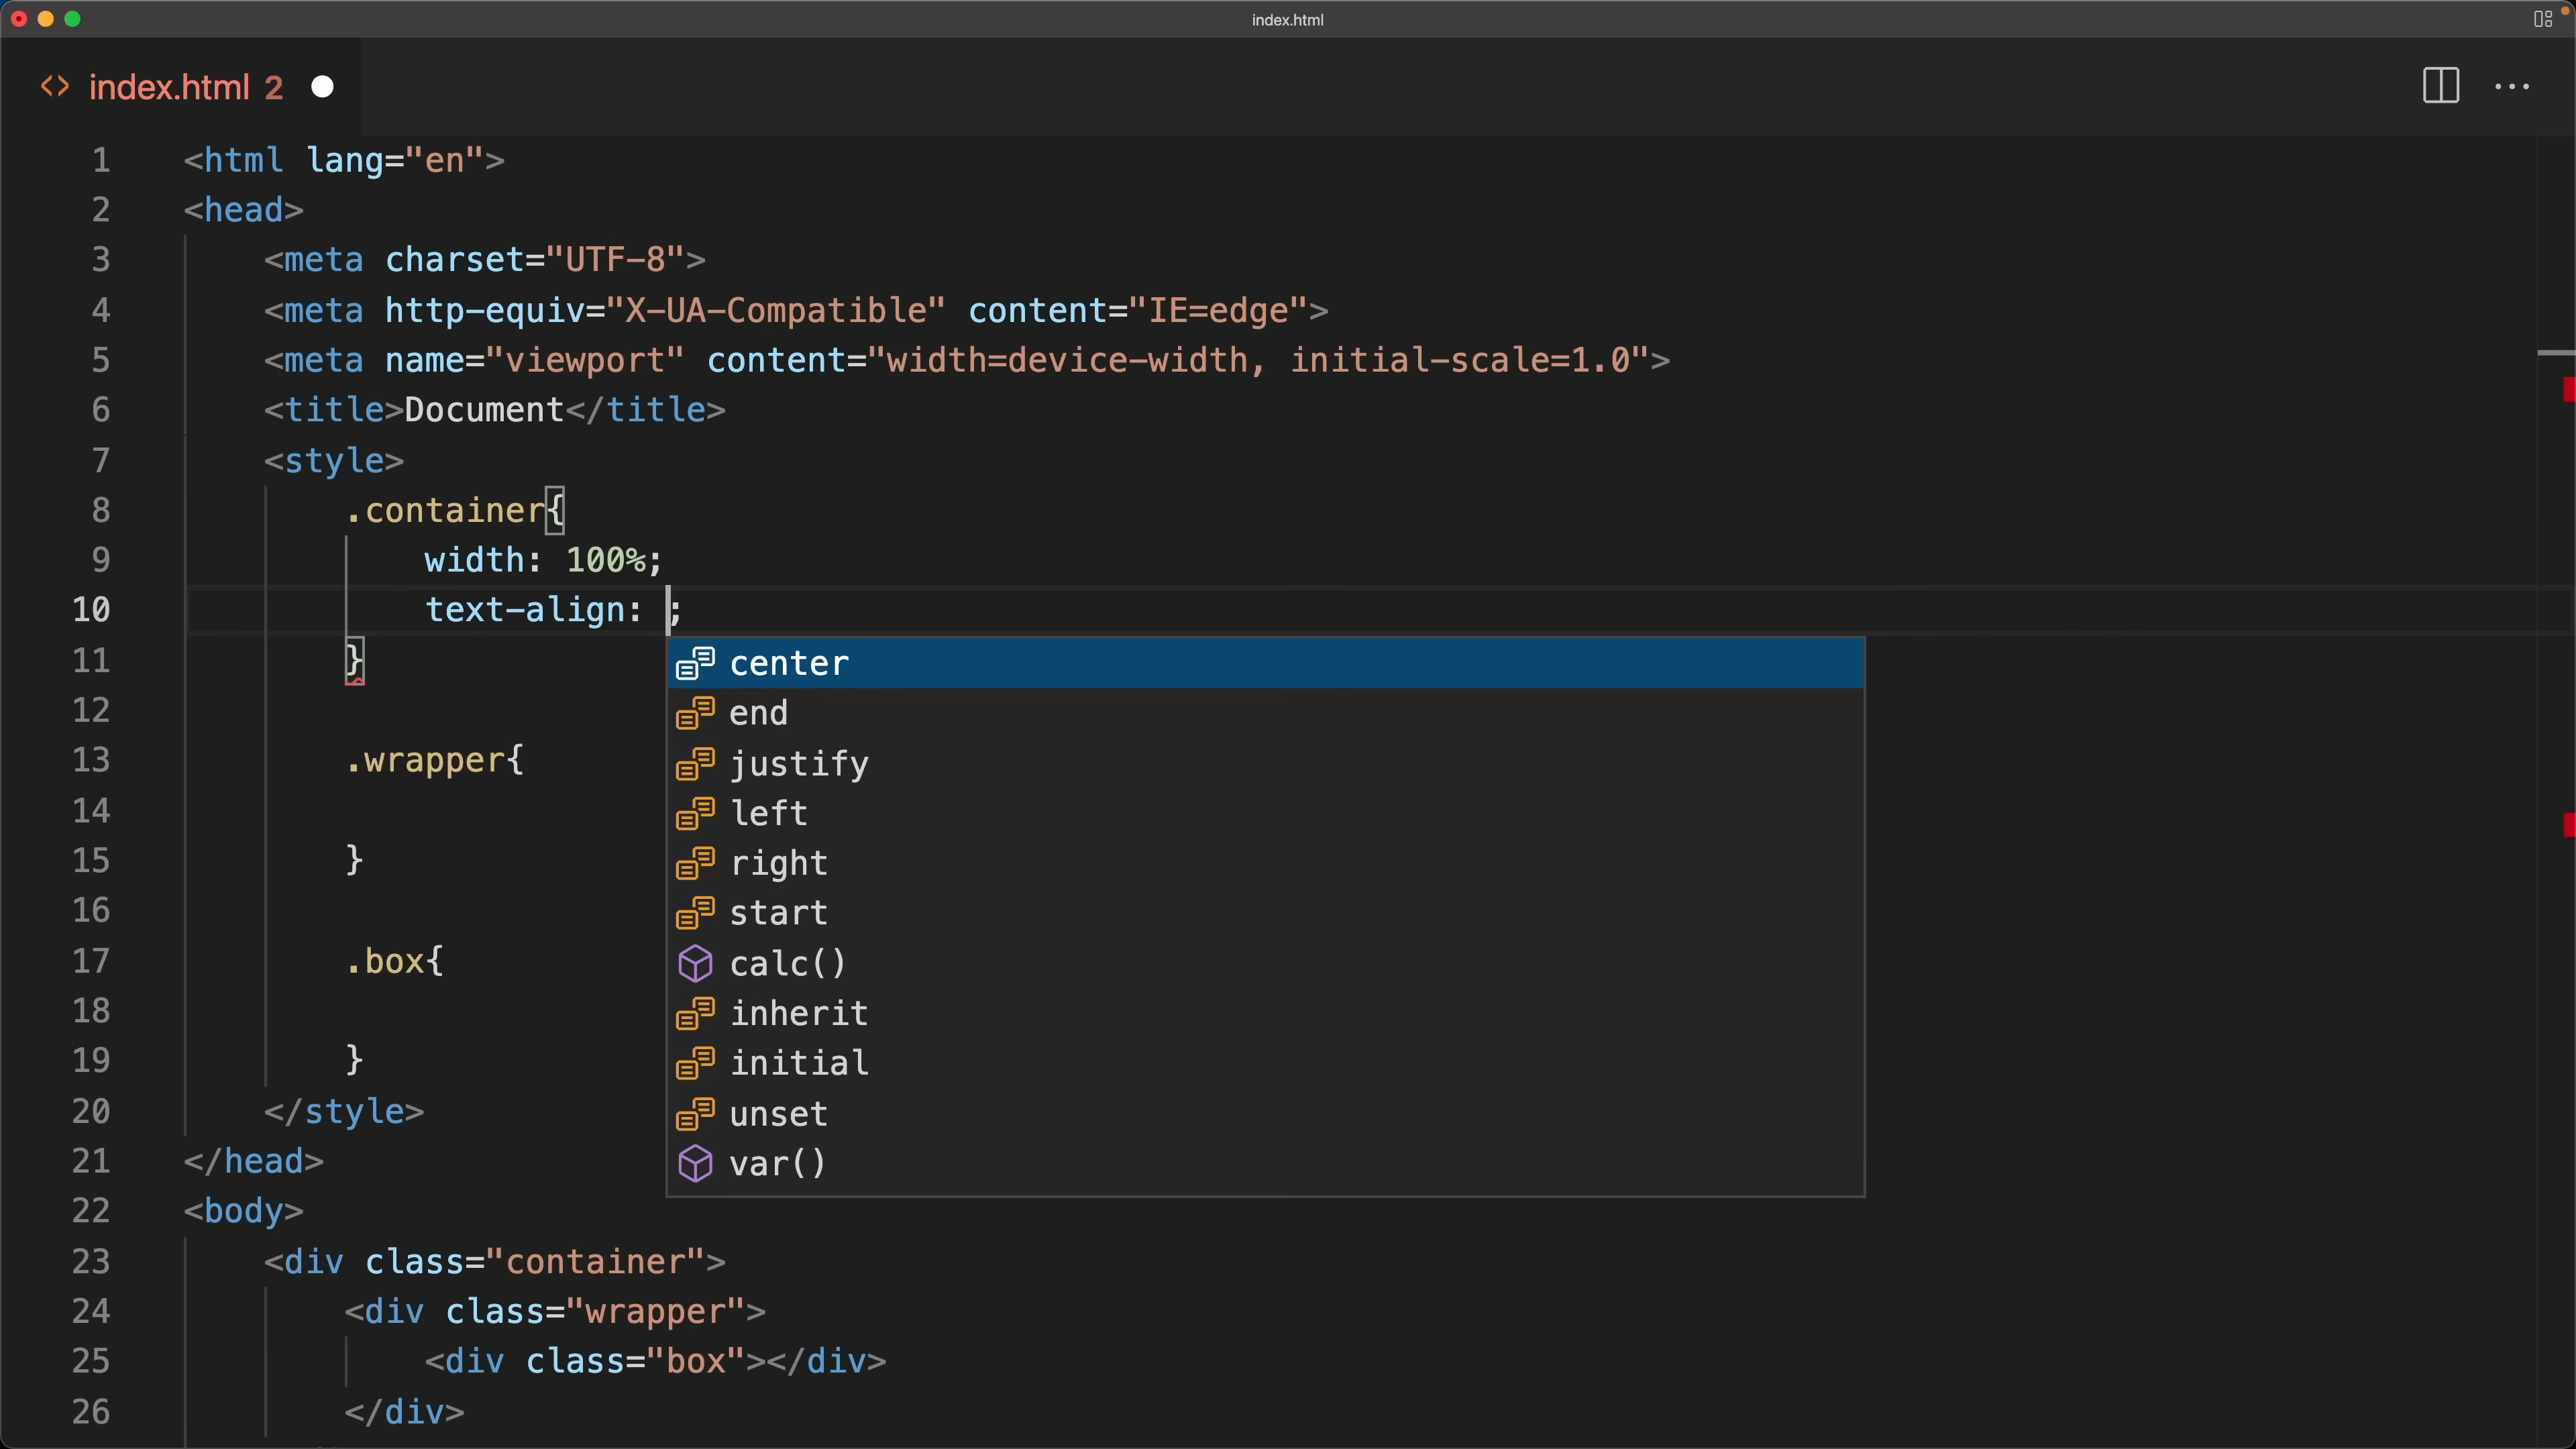 index.html
<> index.html 2
1 <html lang="en">
2 <head>
3 <meta charset="UTF-8">
4 <meta http-equiv="X-UA-Compatible" content="IE=edge">
5 <meta name="viewport" content="width=device-width, initial-scale=1.0">
6 <title>Document</title>
7 <style>
8 .container{
9 width: 100%;
10 text-align: ;
11 }
center
12
end
13 .wrapper{
justify
14
left
15 }
right
16
start
17 .box{
calc()
18
inherit
19 }
initial
20 </style>
unset
21 </head>
var()
22 <body>
23 <div class="container">
24 <div class="wrapper">
25 <div class="box"></div>
26 </div>